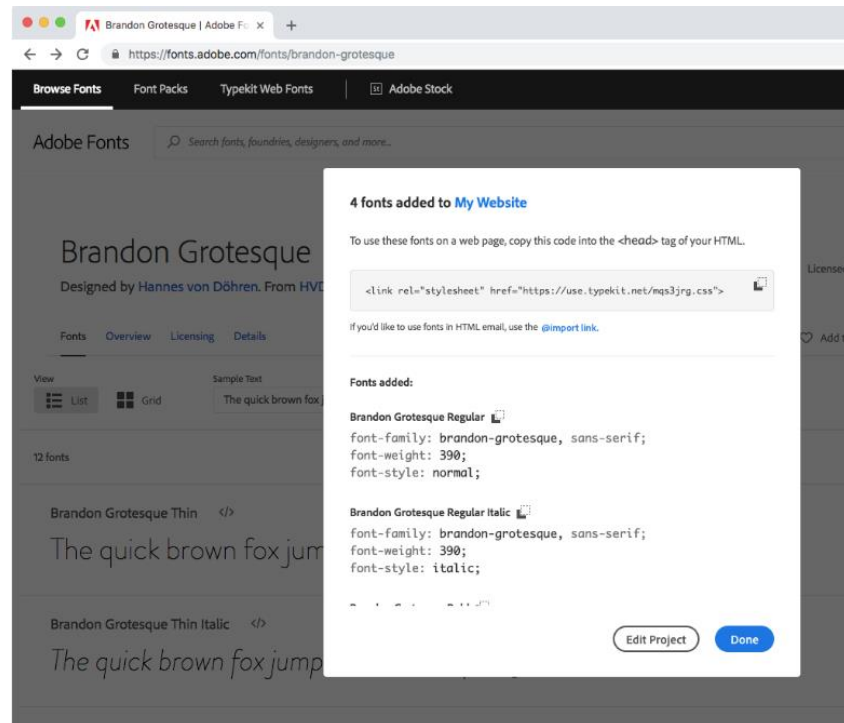 Brandon Grotesque | Adobe Fo
https://fonts.adobe.com/fonts/brandon-grotesque
Browse Fonts Font Packs Typekit Web Fonts St Adobe Stock
Adobe Fonts Search fonts, foundries, designers, and more...
4 fonts added to My Website
To use these fonts on a web page, copy this code into the <head> tag of your HTML.
<link rel="stylesheet" href="https://use.typekit.net/mqs3jrg.css">
If you'd like to use fonts in HTML email, use the @import link.
Fonts added:
Brandon Grotesque Regular
font-family: brandon-grotesque, sans-serif;
font-weight: 390;
font-style: normal;
Brandon Grotesque Regular Italic
font-family: brandon-grotesque, sans-serif;
font-weight: 390;
font-style: italic;
Edit Project Done
Brandon Grotesque
Designed by Hannes von Döhren. From HVD
License
Fonts Overview Licensing Details
Add
View
List Grid
Sample Text
The quick brown fox
12 fonts
Brandon Grotesque Thin </>
The quick brown fox jum
Brandon Grotesque Thin Italic </>
The quick brown fox jump